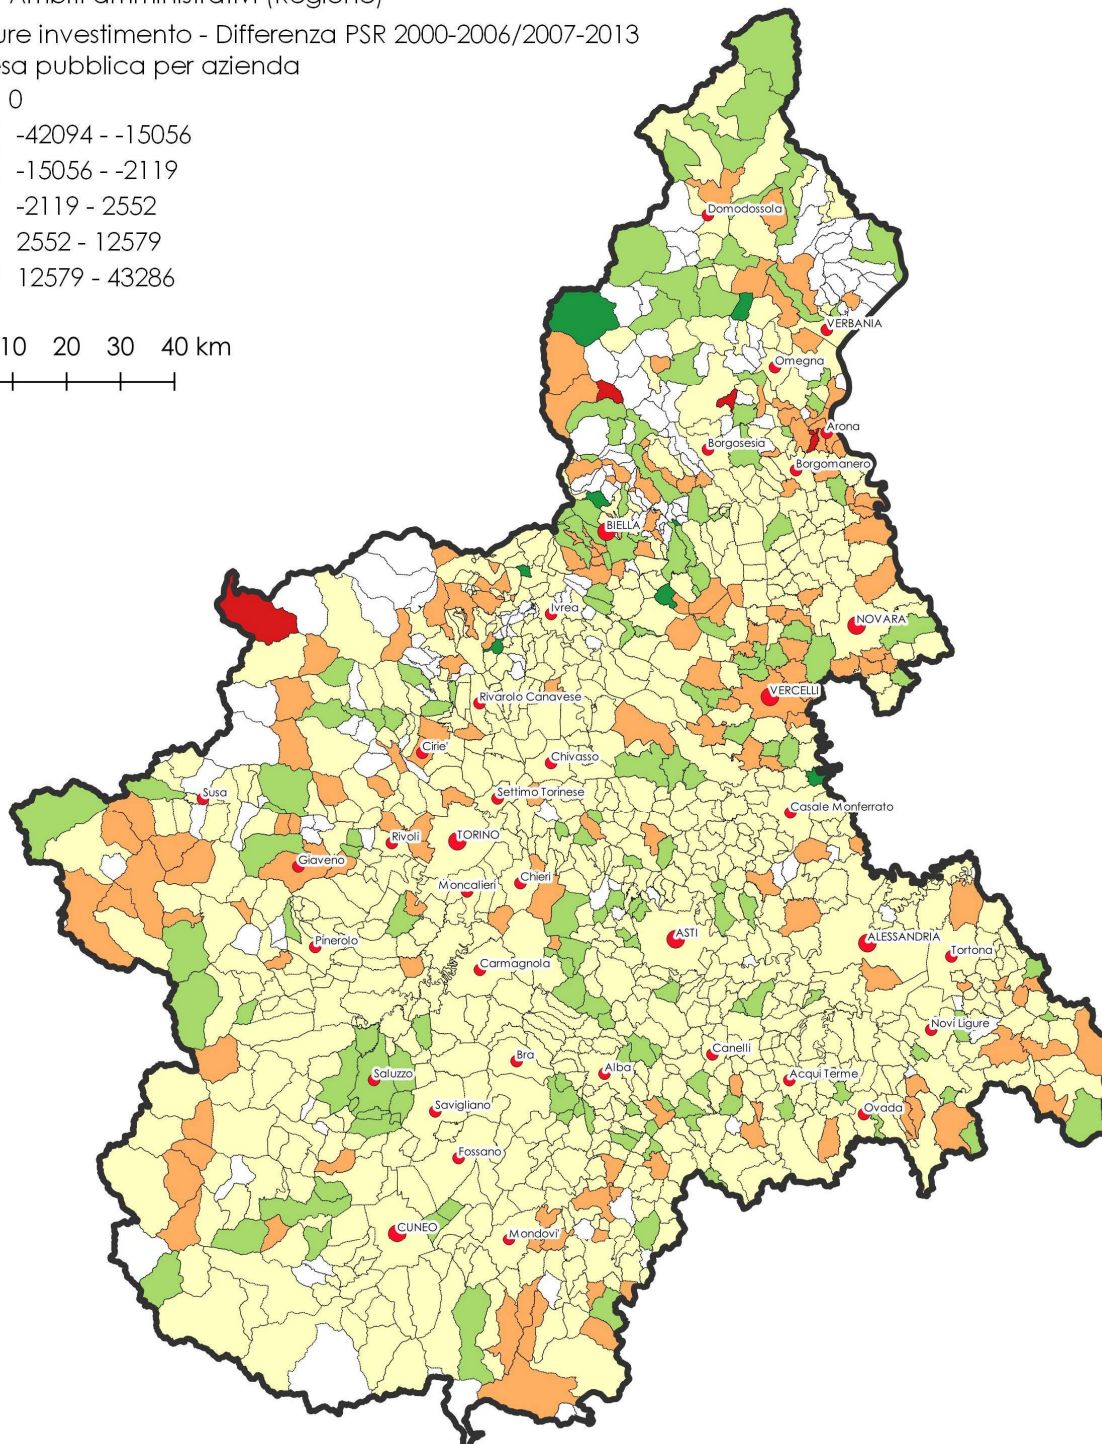 Ambiti amministrativi (Regione)
ure investimento - Differenza PSR 2000-2006/2007-2013
sa pubblica per azienda
0
-42094 - -15056
-15056 - -2119
-2119 - 2552
2552 - 12579
12579 - 43286
10 20 30 40 km
Domodossola
VERBANIA
Omegna
Arona
Borgosesia
Borgomanero
BIELLA
Ivrea
NOVARA
VERCELLI
Rivarolo Canavese
Cirie'
Chivasso
Susa
Settimo Torinese
Casale Monferrato
Rivoli
TORINO
Giaveno
Chieri
Moncalieri
Pinerolo
ASTI
ALESSANDRIA
Tortona
Carmagnola
Novi Ligure
Bra
Canelli
Saluzzo
Alba
Acqui Terme
Savigliano
Ovada
Fossano
CUNEO
Mondovi'